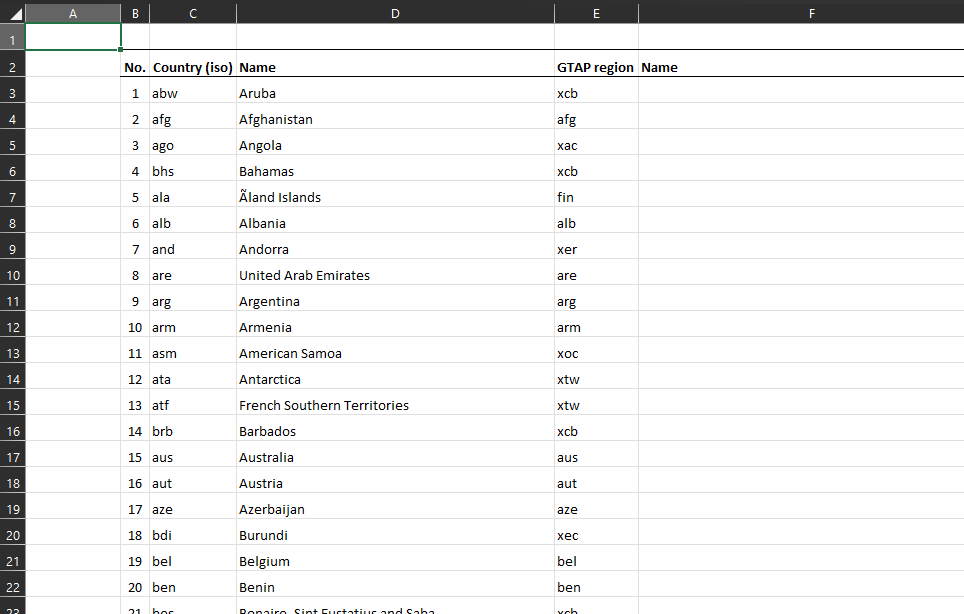 A B C D E F
1
2 No. Country (iso) Name GTAP region Name
3 1 abw Aruba xcb
4 2 afg Afghanistan afg
5 3 ago Angola xac
6 4 bhs Bahamas xcb
7 5 ala Ãland Islands fin
8 6 alb Albania alb
9 7 and Andorra xer
10 8 are United Arab Emirates are
11 9 arg Argentina arg
12 10 arm Armenia arm
13 11 asm American Samoa xoc
14 12 ata Antarctica xtw
15 13 atf French Southern Territories xtw
16 14 brb Barbados xcb
17 15 aus Australia aus
18 16 aut Austria aut
19 17 aze Azerbaijan aze
20 18 bdi Burundi xec
21 19 bel Belgium bel
22 20 ben Benin ben
23 21 bes Bonaire, Sint Eustatius and Saba xcb